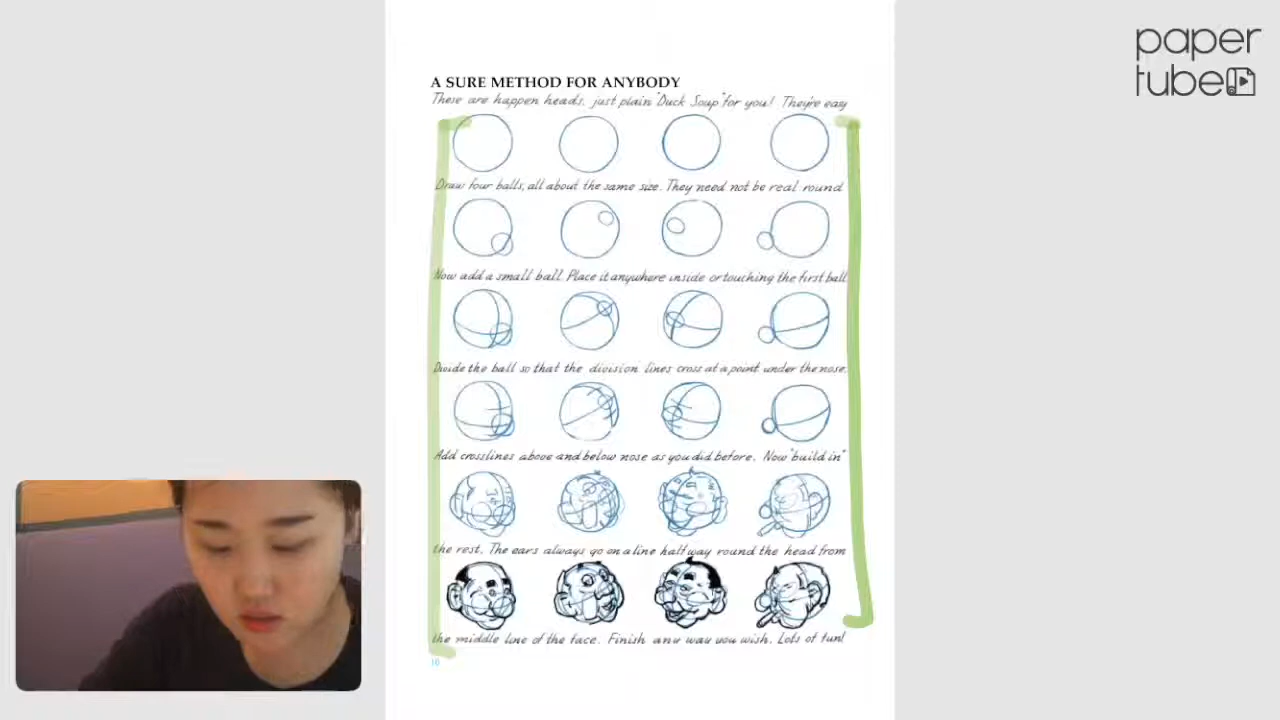 paper
tube
A SURE METHOD FOR ANYBODY
These are happen heads, just plain "Duck Soup" for you! They're easy
Draw four balls, all about the same size. They need not be real round
Now add a small ball. Place it anywhere inside or touching the first ball.
Divide the ball so that the division lines cross at a point under the nose.
Add crosslines above and below nose as you did before. Now "build in"
the rest. The ears always go on a line halfway round the head from
the middle line of the face. Finish any way you wish. Lots of fun!
10